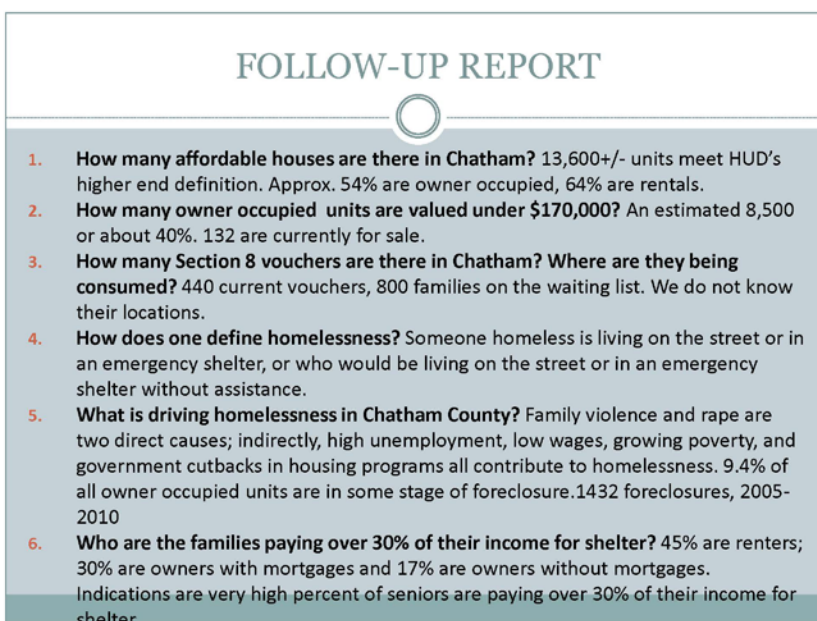 FOLLOW-UP REPORT
1. How many affordable houses are there in Chatham? 13,600+/- units meet HUD's
higher end definition. Approx. 54% are owner occupied, 64% are rentals.
2. How many owner occupied  units are valued under $170,000? An estimated 8,500
or about 40%. 132 are currently for sale.
3. How many Section 8 vouchers are there in Chatham? Where are they being
consumed? 440 current vouchers, 800 families on the waiting list. We do not know
their locations.
4. How does one define homelessness? Someone homeless is living on the street or in
an emergency shelter, or who would be living on the street or in an emergency
shelter without assistance.
5. What is driving homelessness in Chatham County? Family violence and rape are
two direct causes; indirectly, high unemployment, low wages, growing poverty, and
government cutbacks in housing programs all contribute to homelessness. 9.4% of
all owner occupied units are in some stage of foreclosure.1432 foreclosures, 2005-
2010
6. Who are the families paying over 30% of their income for shelter? 45% are renters;
30% are owners with mortgages and 17% are owners without mortgages.
Indications are very high percent of seniors are paying over 30% of their income for
shelter